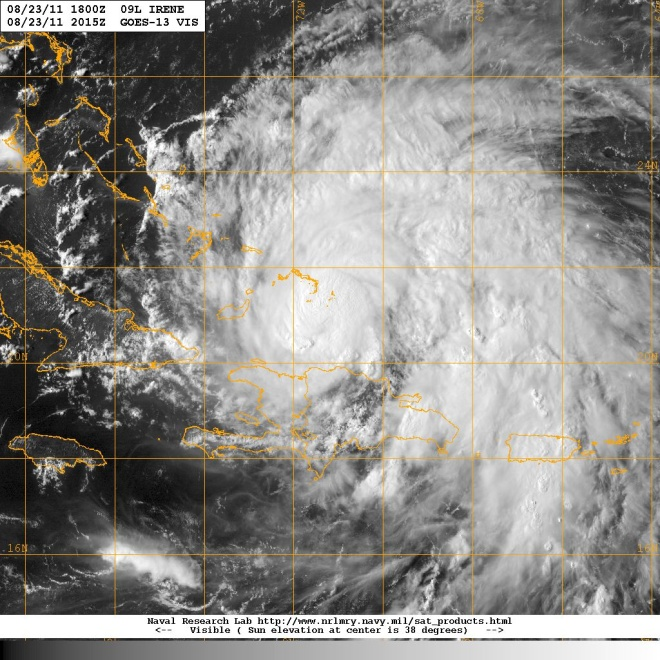 08/23/11 1800Z 09L IRENE
08/23/11 2015Z GOES-13 VIS
72W
24N
20N
16N
Naval Research Lab http://www.nrlmry.navy.mil/sat_products.html
<-- Visible ( Sun elevation at center is 38 degrees) -->